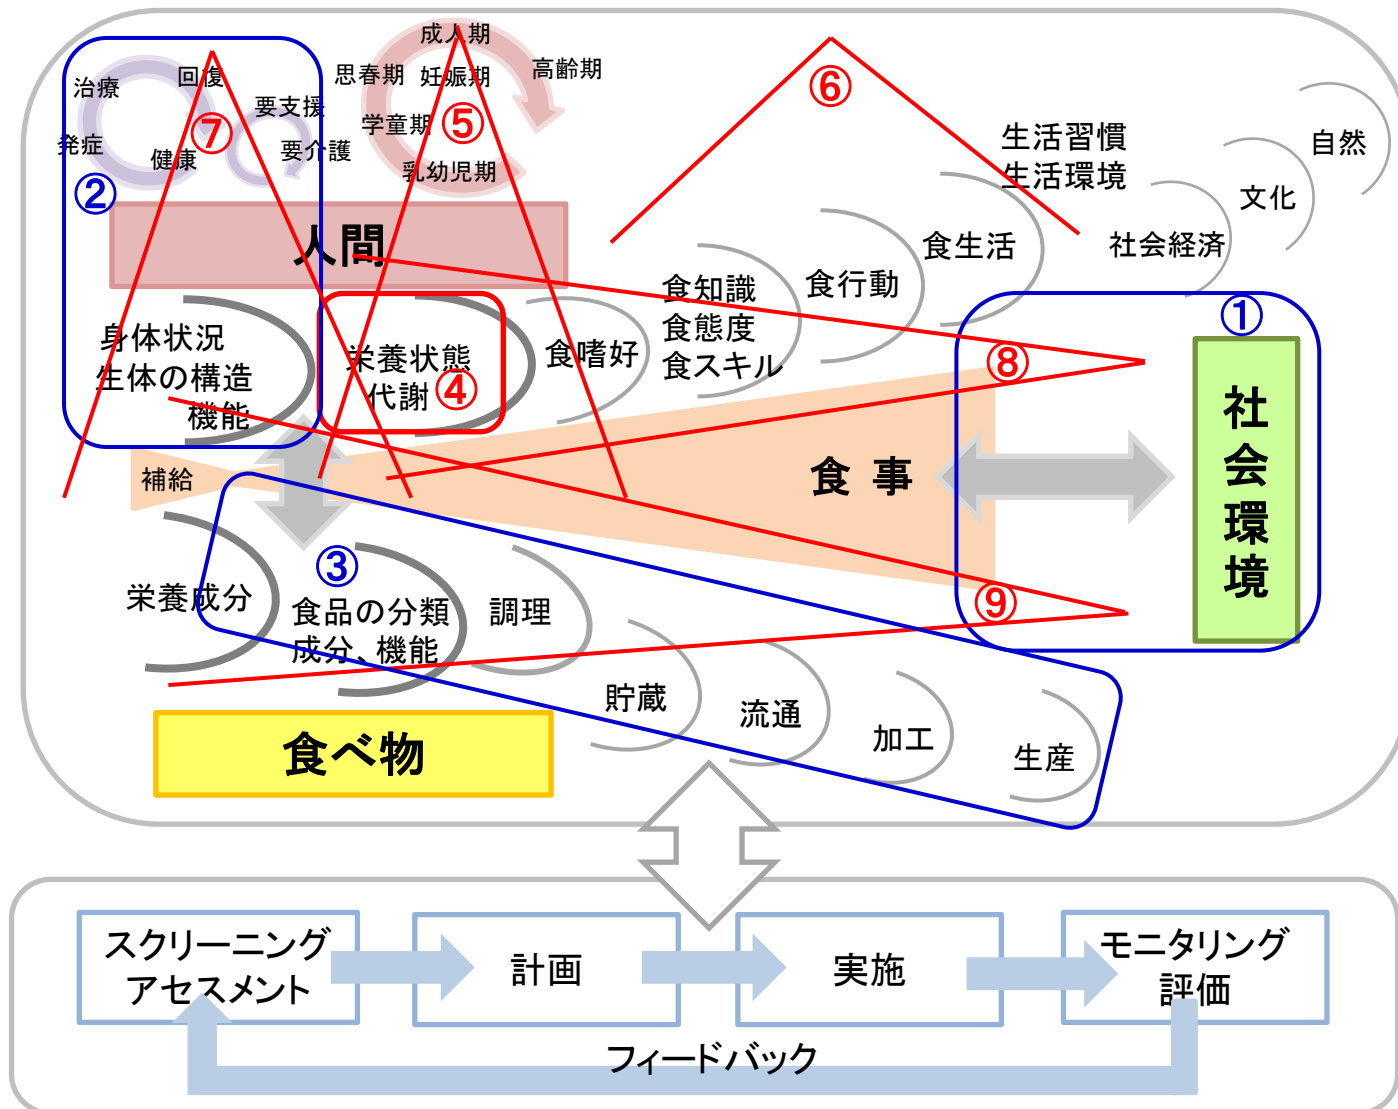 成人期
思春期
妊娠期
高齢期
学童期
⑤
乳幼児期
治療
回復
要支援
発症
⑦
健康
要介護
②
⑥
生活習慣
生活環境
自然
文化
社会経済
人間
食生活
食行動
食知識
食態度
食スキル
食嗜好
栄養状態
代謝
④
身体状況
生体の構造
機能
①
社会環境
⑧
補給
食 事
⑨
栄養成分
③
食品の分類
成分、機能
調理
貯蔵
流通
加工
生産
食べ物
スクリーニング
アセスメント
計画
実施
モニタリング
評価
フィードバック